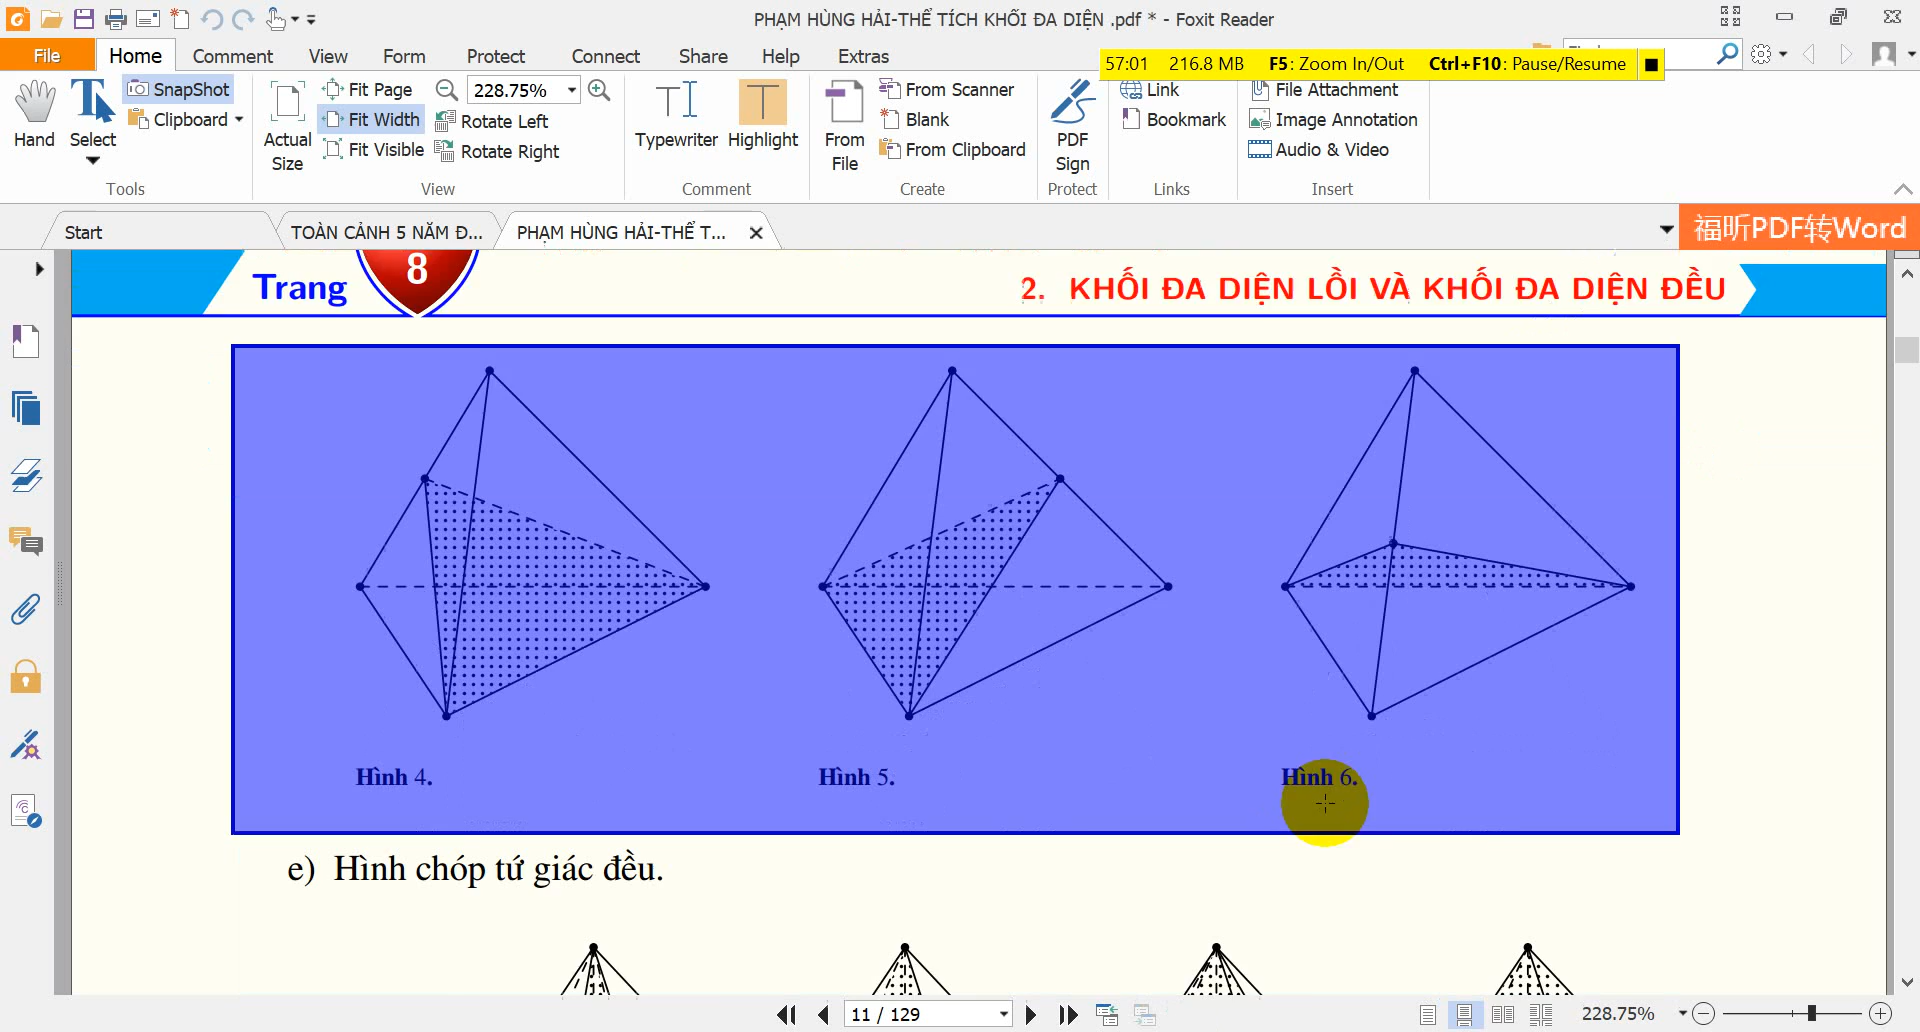 PHẠM HÙNG HẢI-THỂ TÍCH KHỐI ĐA DIỆN .pdf * - Foxit Reader
File Home Comment View Form Protect Connect Share Help Extras
57:01 216.8 MB F5: Zoom In/Out Ctrl+F10: Pause/Resume
Hand
Select
SnapShot
Clipboard
Tools
Actual Size
Fit Page
Fit Width
Fit Visible
228.75%
Rotate Left
Rotate Right
View
Typewriter
Highlight
Comment
From File
From Scanner
Blank
From Clipboard
Create
PDF Sign
Protect
Link
Bookmark
Links
File Attachment
Image Annotation
Audio & Video
Insert
Start
TOÀN CẢNH 5 NĂM Đ...
PHẠM HÙNG HẢI-THỂ T...
福昕PDF转Word
Trang 8
2. KHỐI ĐA DIỆN LỒI VÀ KHỐI ĐA DIỆN ĐỀU
Hình 4. Hình 5. Hình 6.
e) Hình chóp tứ giác đều.
11 / 129
228.75%